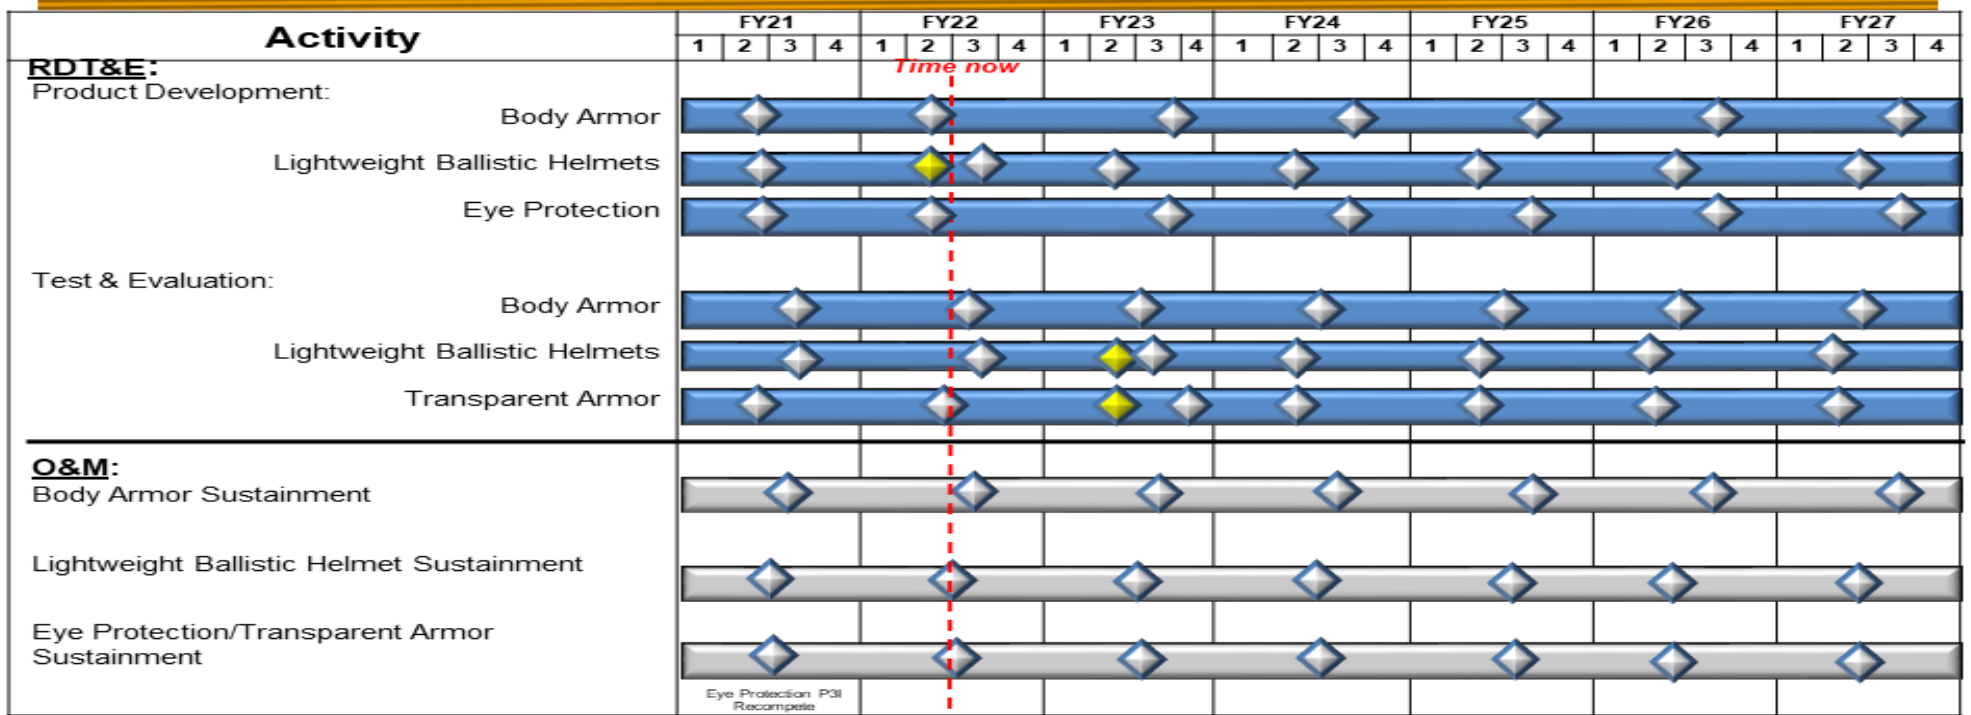 Activity
FY21 FY22 FY23 FY24 FY25 FY26 FY27
1 2 3 4 1 2 3 4 1 2 3 4 1 2 3 4 1 2 3 4 1 2 3 4 1 2 3 4
Time now
RDT&E:
Product Development:
Body Armor
Lightweight Ballistic Helmets
Eye Protection
Test & Evaluation:
Body Armor
Lightweight Ballistic Helmets
Transparent Armor
O&M:
Body Armor Sustainment
Lightweight Ballistic Helmet Sustainment
Eye Protection/Transparent Armor
Sustainment
Eye Protection P3I
Recompete